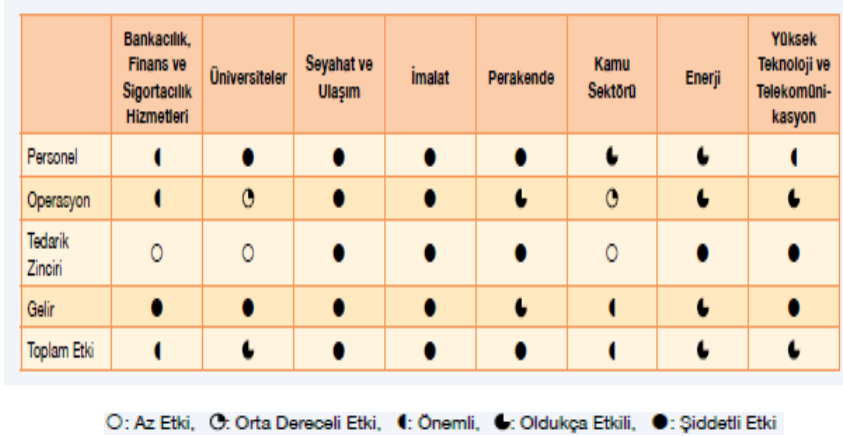 Bankacılık,
Finans ve
Sigortacılık
Hizmetleri
Üniversiteler
Seyahat ve
Ulaşım
İmalat
Perakende
Kamu
Sektörü
Enerji
Yüksek
Teknoloji ve
Telekomüni-
kasyon
Personel
Operasyon
Tedarik
Zinciri
Gelir
Toplam Etki
○: Az Etki, ◔: Orta Dereceli Etki, ◖: Önemli, ◕: Oldukça Etkili, ●: Şiddetli Etki